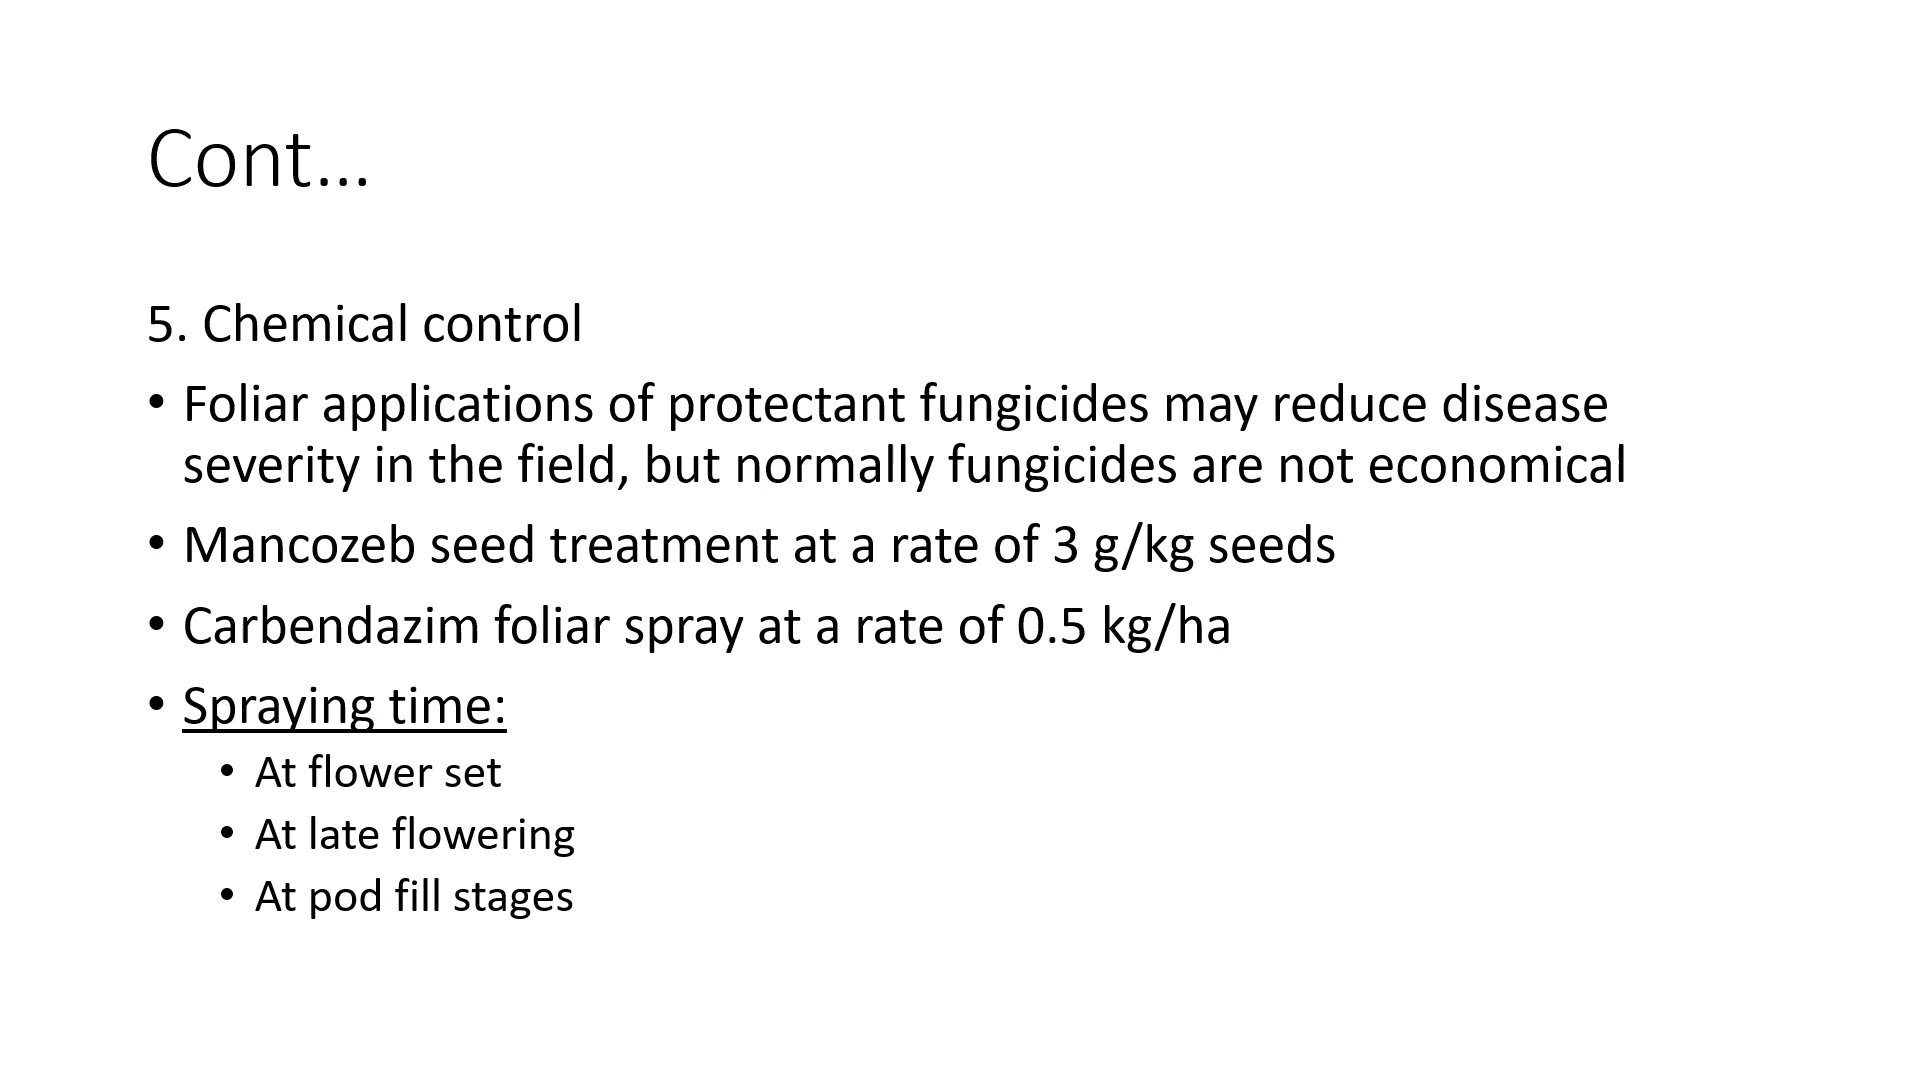 Cont…
5. Chemical control
• Foliar applications of protectant fungicides may reduce disease
severity in the field, but normally fungicides are not economical
• Mancozeb seed treatment at a rate of 3 g/kg seeds
• Carbendazim foliar spray at a rate of 0.5 kg/ha
• Spraying time:
• At flower set
• At late flowering
• At pod fill stages